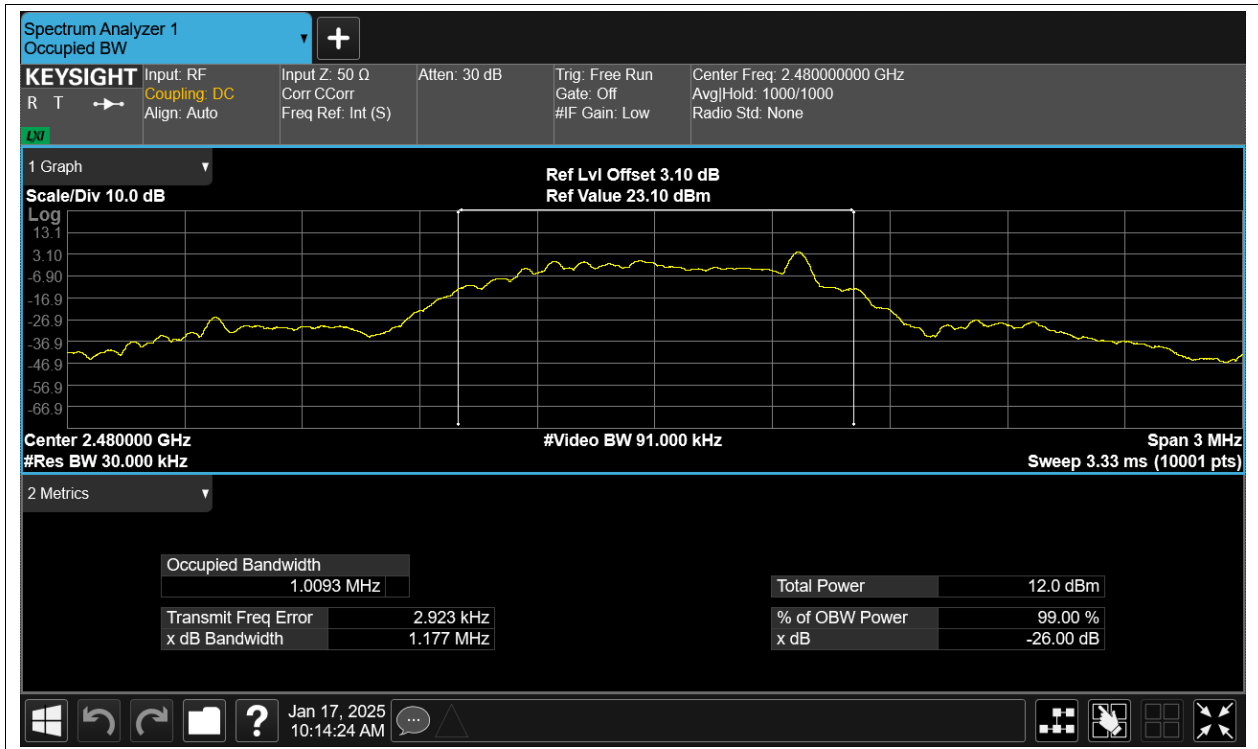 Spectrum Analyzer 1
Occupied BW
KEYSIGHT
R T
LXI
Input: RF
Coupling: DC
Align: Auto
Input Z: 50 Ω
Corr CCorr
Freq Ref: Int (S)
Atten: 30 dB
Trig: Free Run
Gate: Off
#IF Gain: Low
Center Freq: 2.480000000 GHz
Avg|Hold: 1000/1000
Radio Std: None
1 Graph
Scale/Div 10.0 dB
Ref Lvl Offset 3.10 dB
Ref Value 23.10 dBm
Log
13.1
3.10
-6.90
-16.9
-26.9
-36.9
-46.9
-56.9
-66.9
Center 2.480000 GHz
#Video BW 91.000 kHz
Span 3 MHz
#Res BW 30.000 kHz
Sweep 3.33 ms (10001 pts)
2 Metrics
Occupied Bandwidth
1.0093 MHz
Transmit Freq Error 2.923 kHz
x dB Bandwidth 1.177 MHz
Total Power 12.0 dBm
% of OBW Power 99.00 %
x dB -26.00 dB
?
Jan 17, 2025
10:14:24 AM